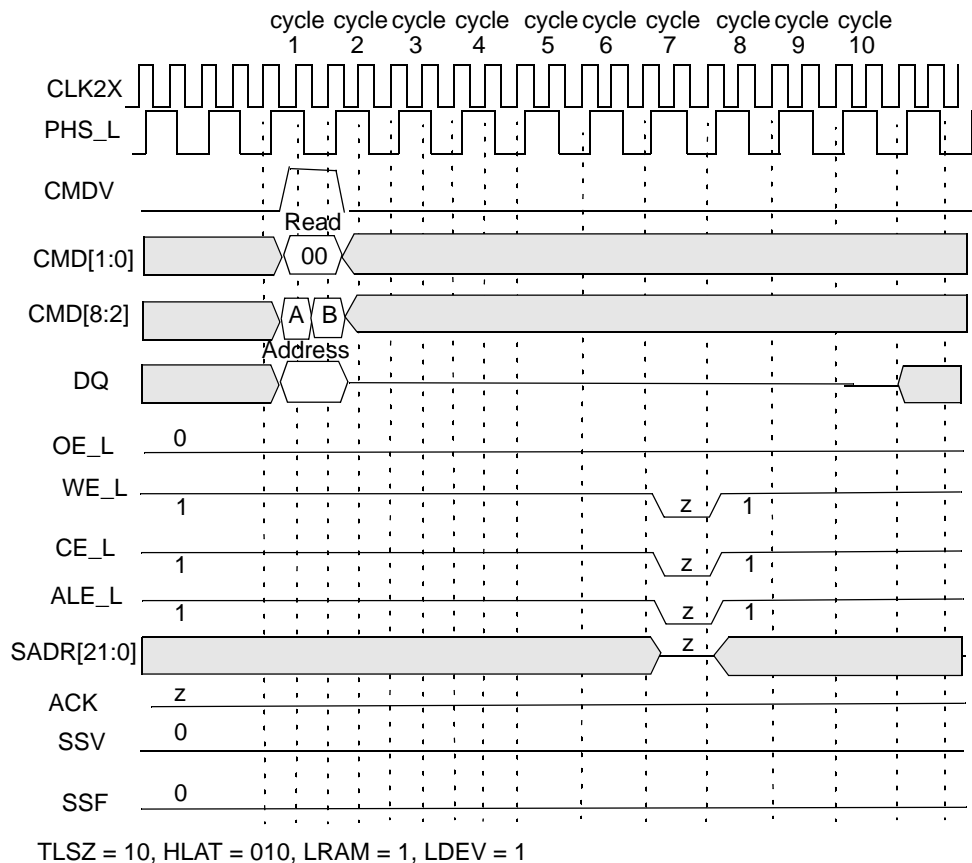 cycle cycle cycle cycle cycle cycle cycle cycle cycle cycle
1 2 3 4 5 6 7 8 9 10
CLK2X
PHS_L
CMDV
Read
CMD[1:0] 00
CMD[8:2] A B
Address
DQ
OE_L 0
WE_L 1 z 1
CE_L 1 z 1
ALE_L 1 z 1
SADR[21:0] z
ACK z
SSV 0
SSF 0
TLSZ = 10, HLAT = 010, LRAM = 1, LDEV = 1